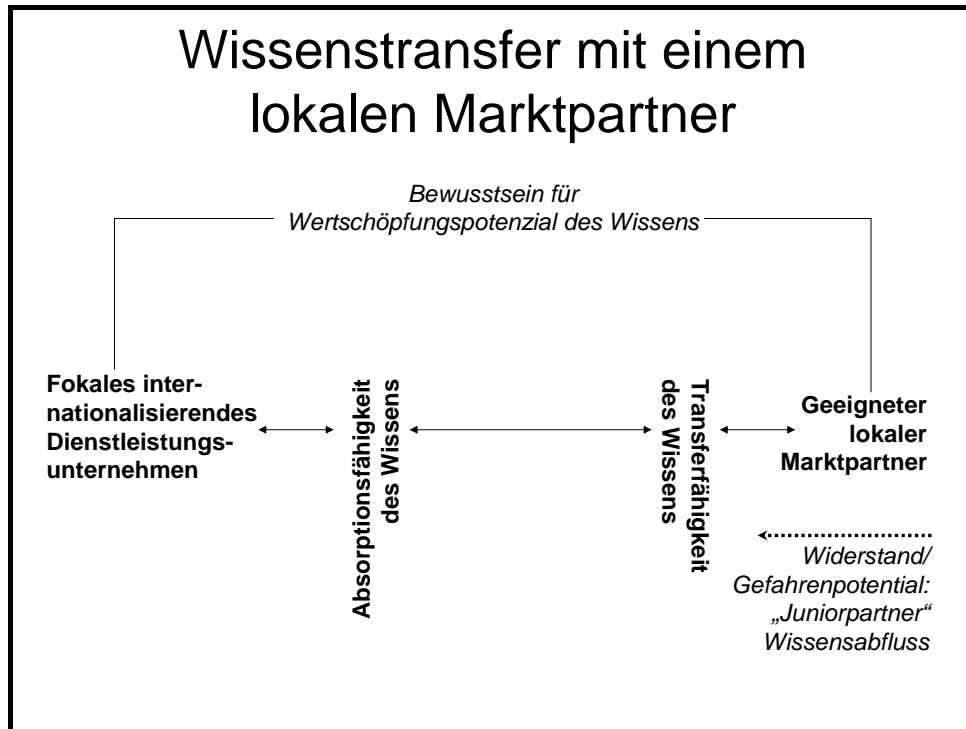 Wissenstransfer mit einem
lokalen Marktpartner
Bewusstsein für
Wertschöpfungspotenzial des Wissens
Fokales inter-
nationalisierendes
Dienstleistungs-
unternehmen
Absorptionsfähigkeit
des Wissens
Transferfähigkeit
des Wissens
Geeigneter
lokaler
Marktpartner
Widerstand/
Gefahrenpotential:
„Juniorpartner“
Wissensabfluss